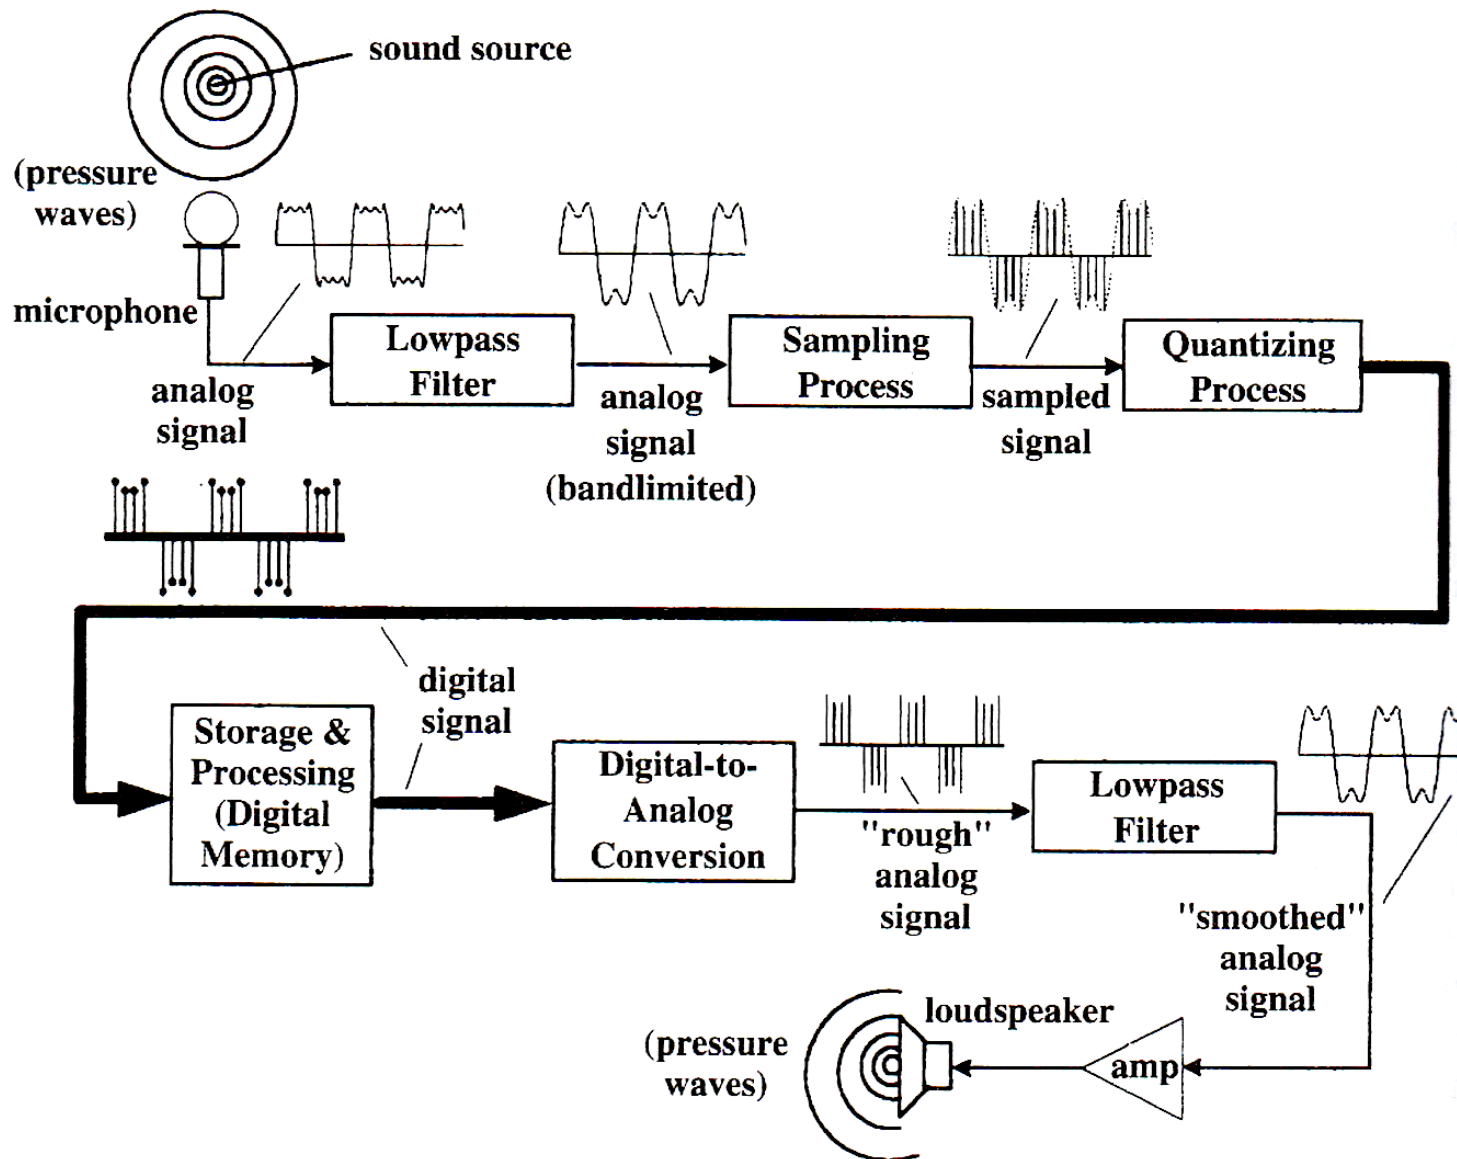 sound source
(pressure
waves)
microphone
analog
signal
Lowpass
Filter
analog
signal
(bandlimited)
Sampling
Process
sampled
signal
Quantizing
Process
digital
signal
Storage &
Processing
(Digital
Memory)
Digital-to-
Analog
Conversion
"rough"
analog
signal
Lowpass
Filter
"smoothed"
analog
signal
amp
loudspeaker
(pressure
waves)